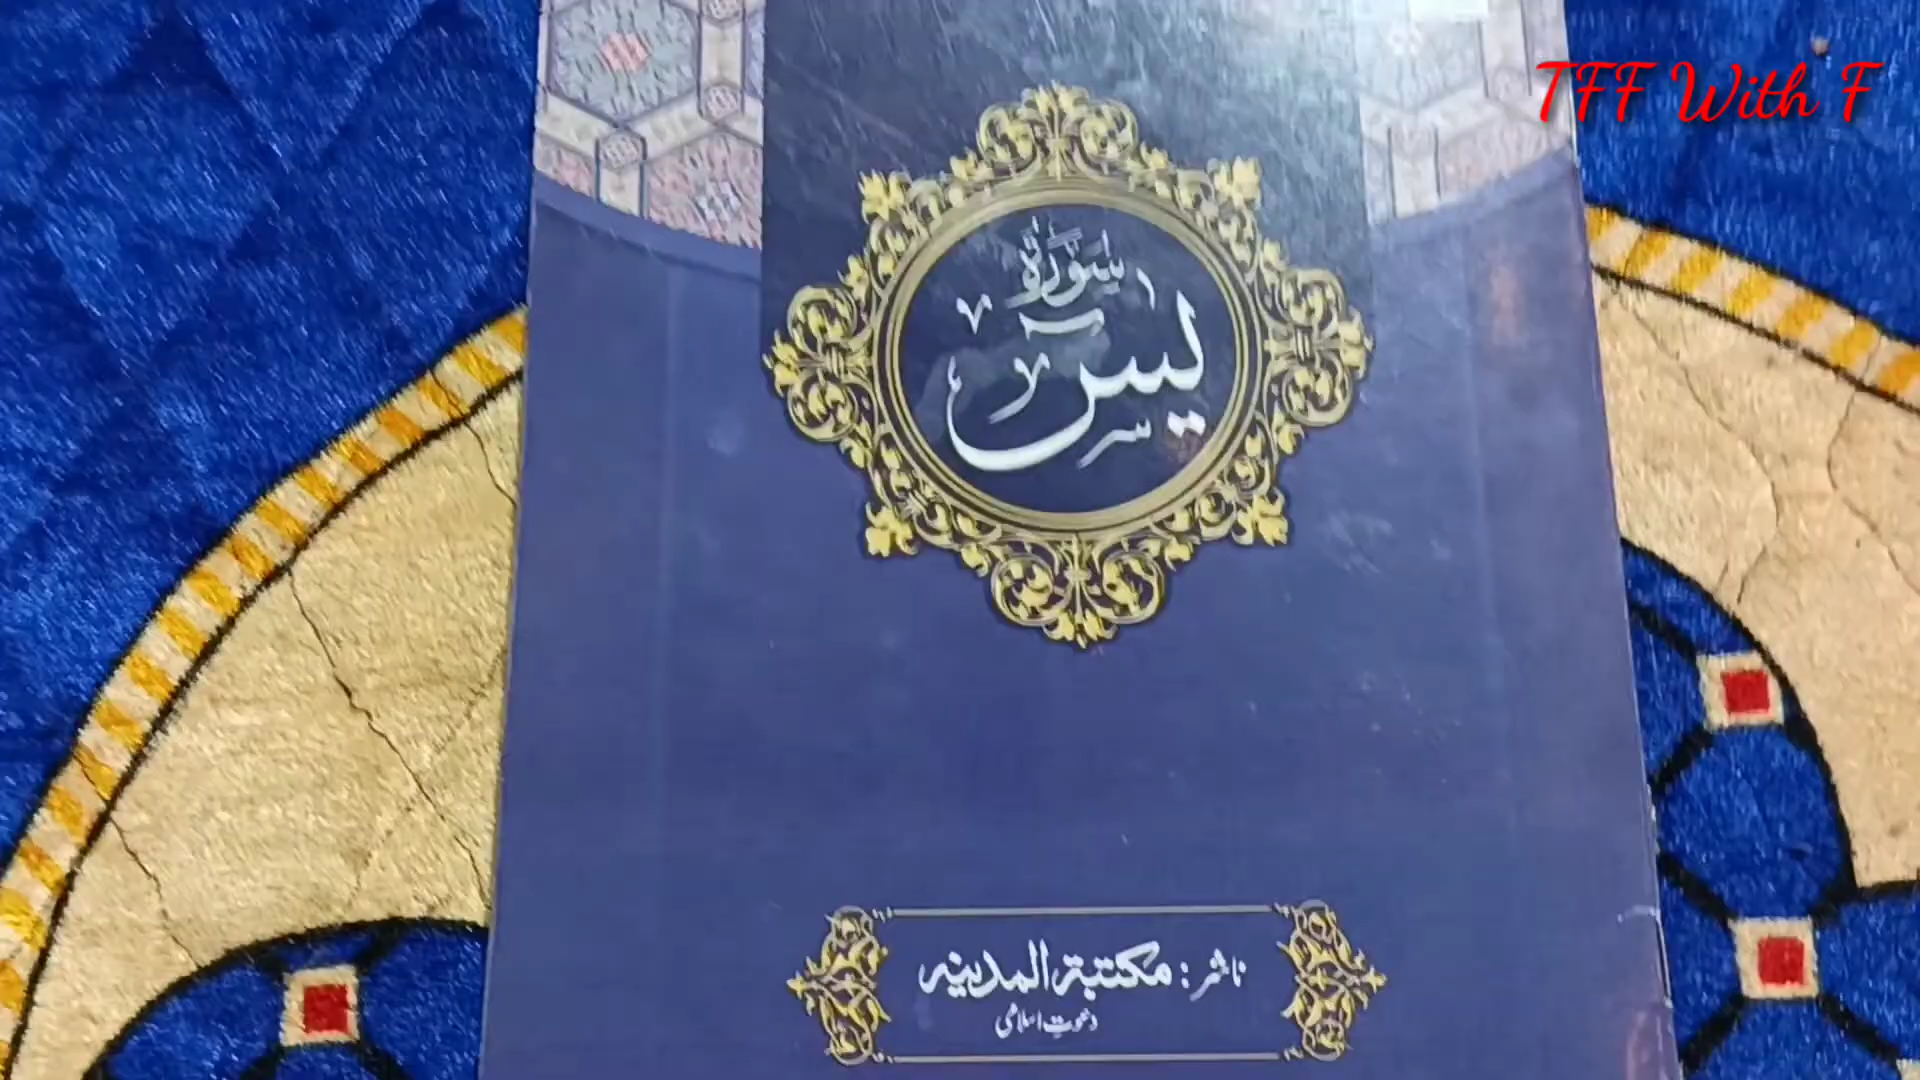 TFF With F
سورۃ
یٰسٓ
ناشر: مکتبۃ المدینہ
دعوتِ اسلامی